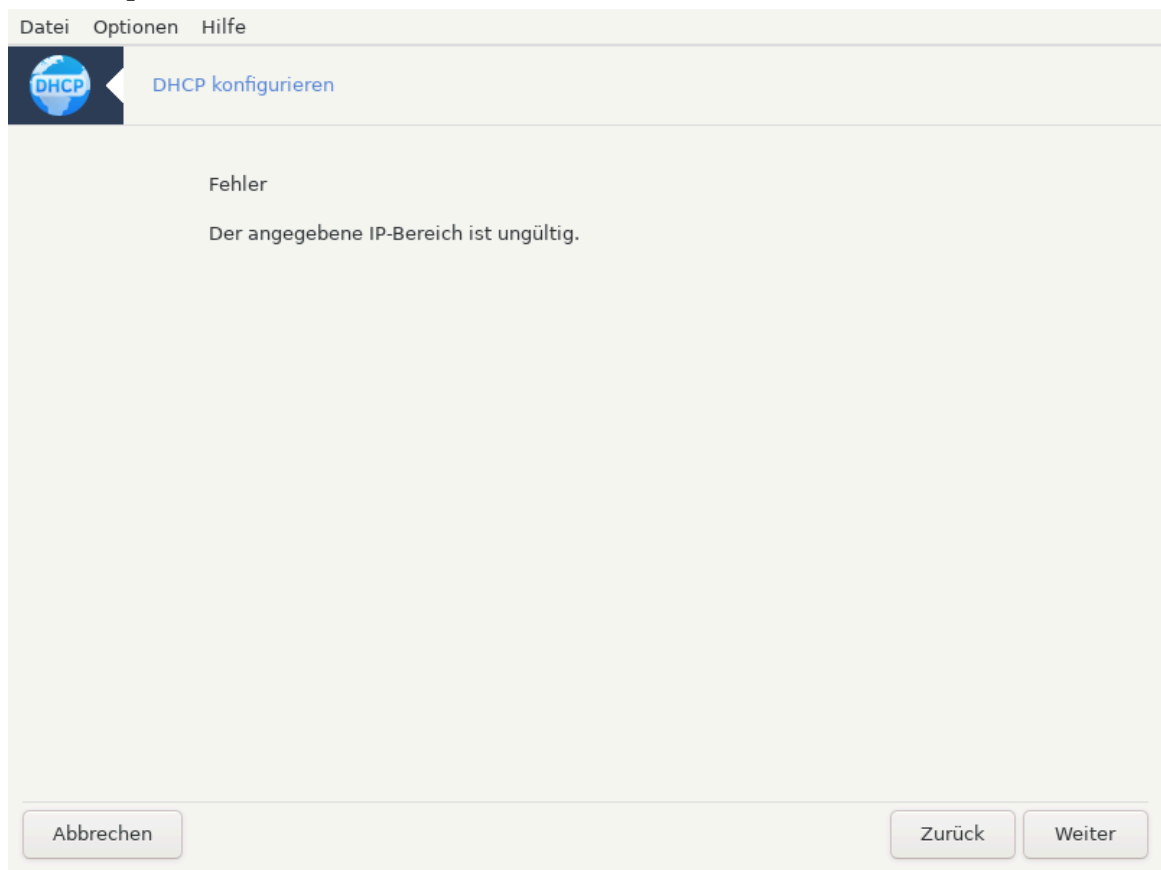 Datei Optionen Hilfe
DHCP DHCP konfigurieren
Fehler
Der angegebene IP-Bereich ist ungültig.
Abbrechen Zurück Weiter